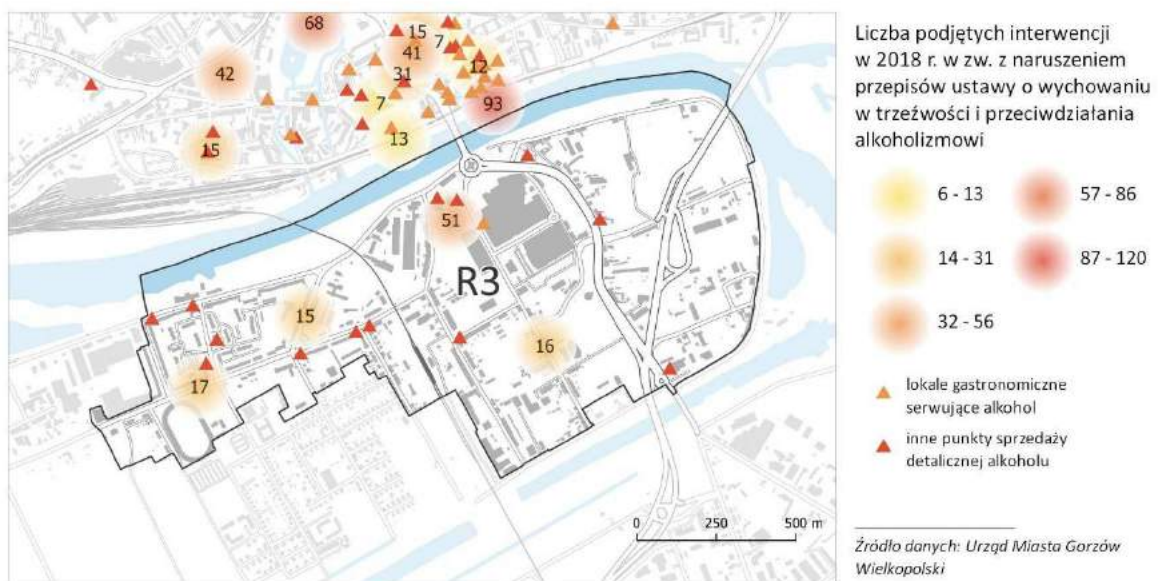 68
15
7
41
42
31
12
7
93
13
15
51
R3
15
16
17
0 250 500 m
Liczba podjętych interwencji
w 2018 r. w zw. z naruszeniem
przepisów ustawy o wychowaniu
w trzeźwości i przeciwdziałania
alkoholizmowi
6 - 13
57 - 86
14 - 31
87 - 120
32 - 56
lokale gastronomiczne
serwujące alkohol
inne punkty sprzedaży
detalicznej alkoholu
Źródło danych: Urząd Miasta Gorzów
Wielkopolski